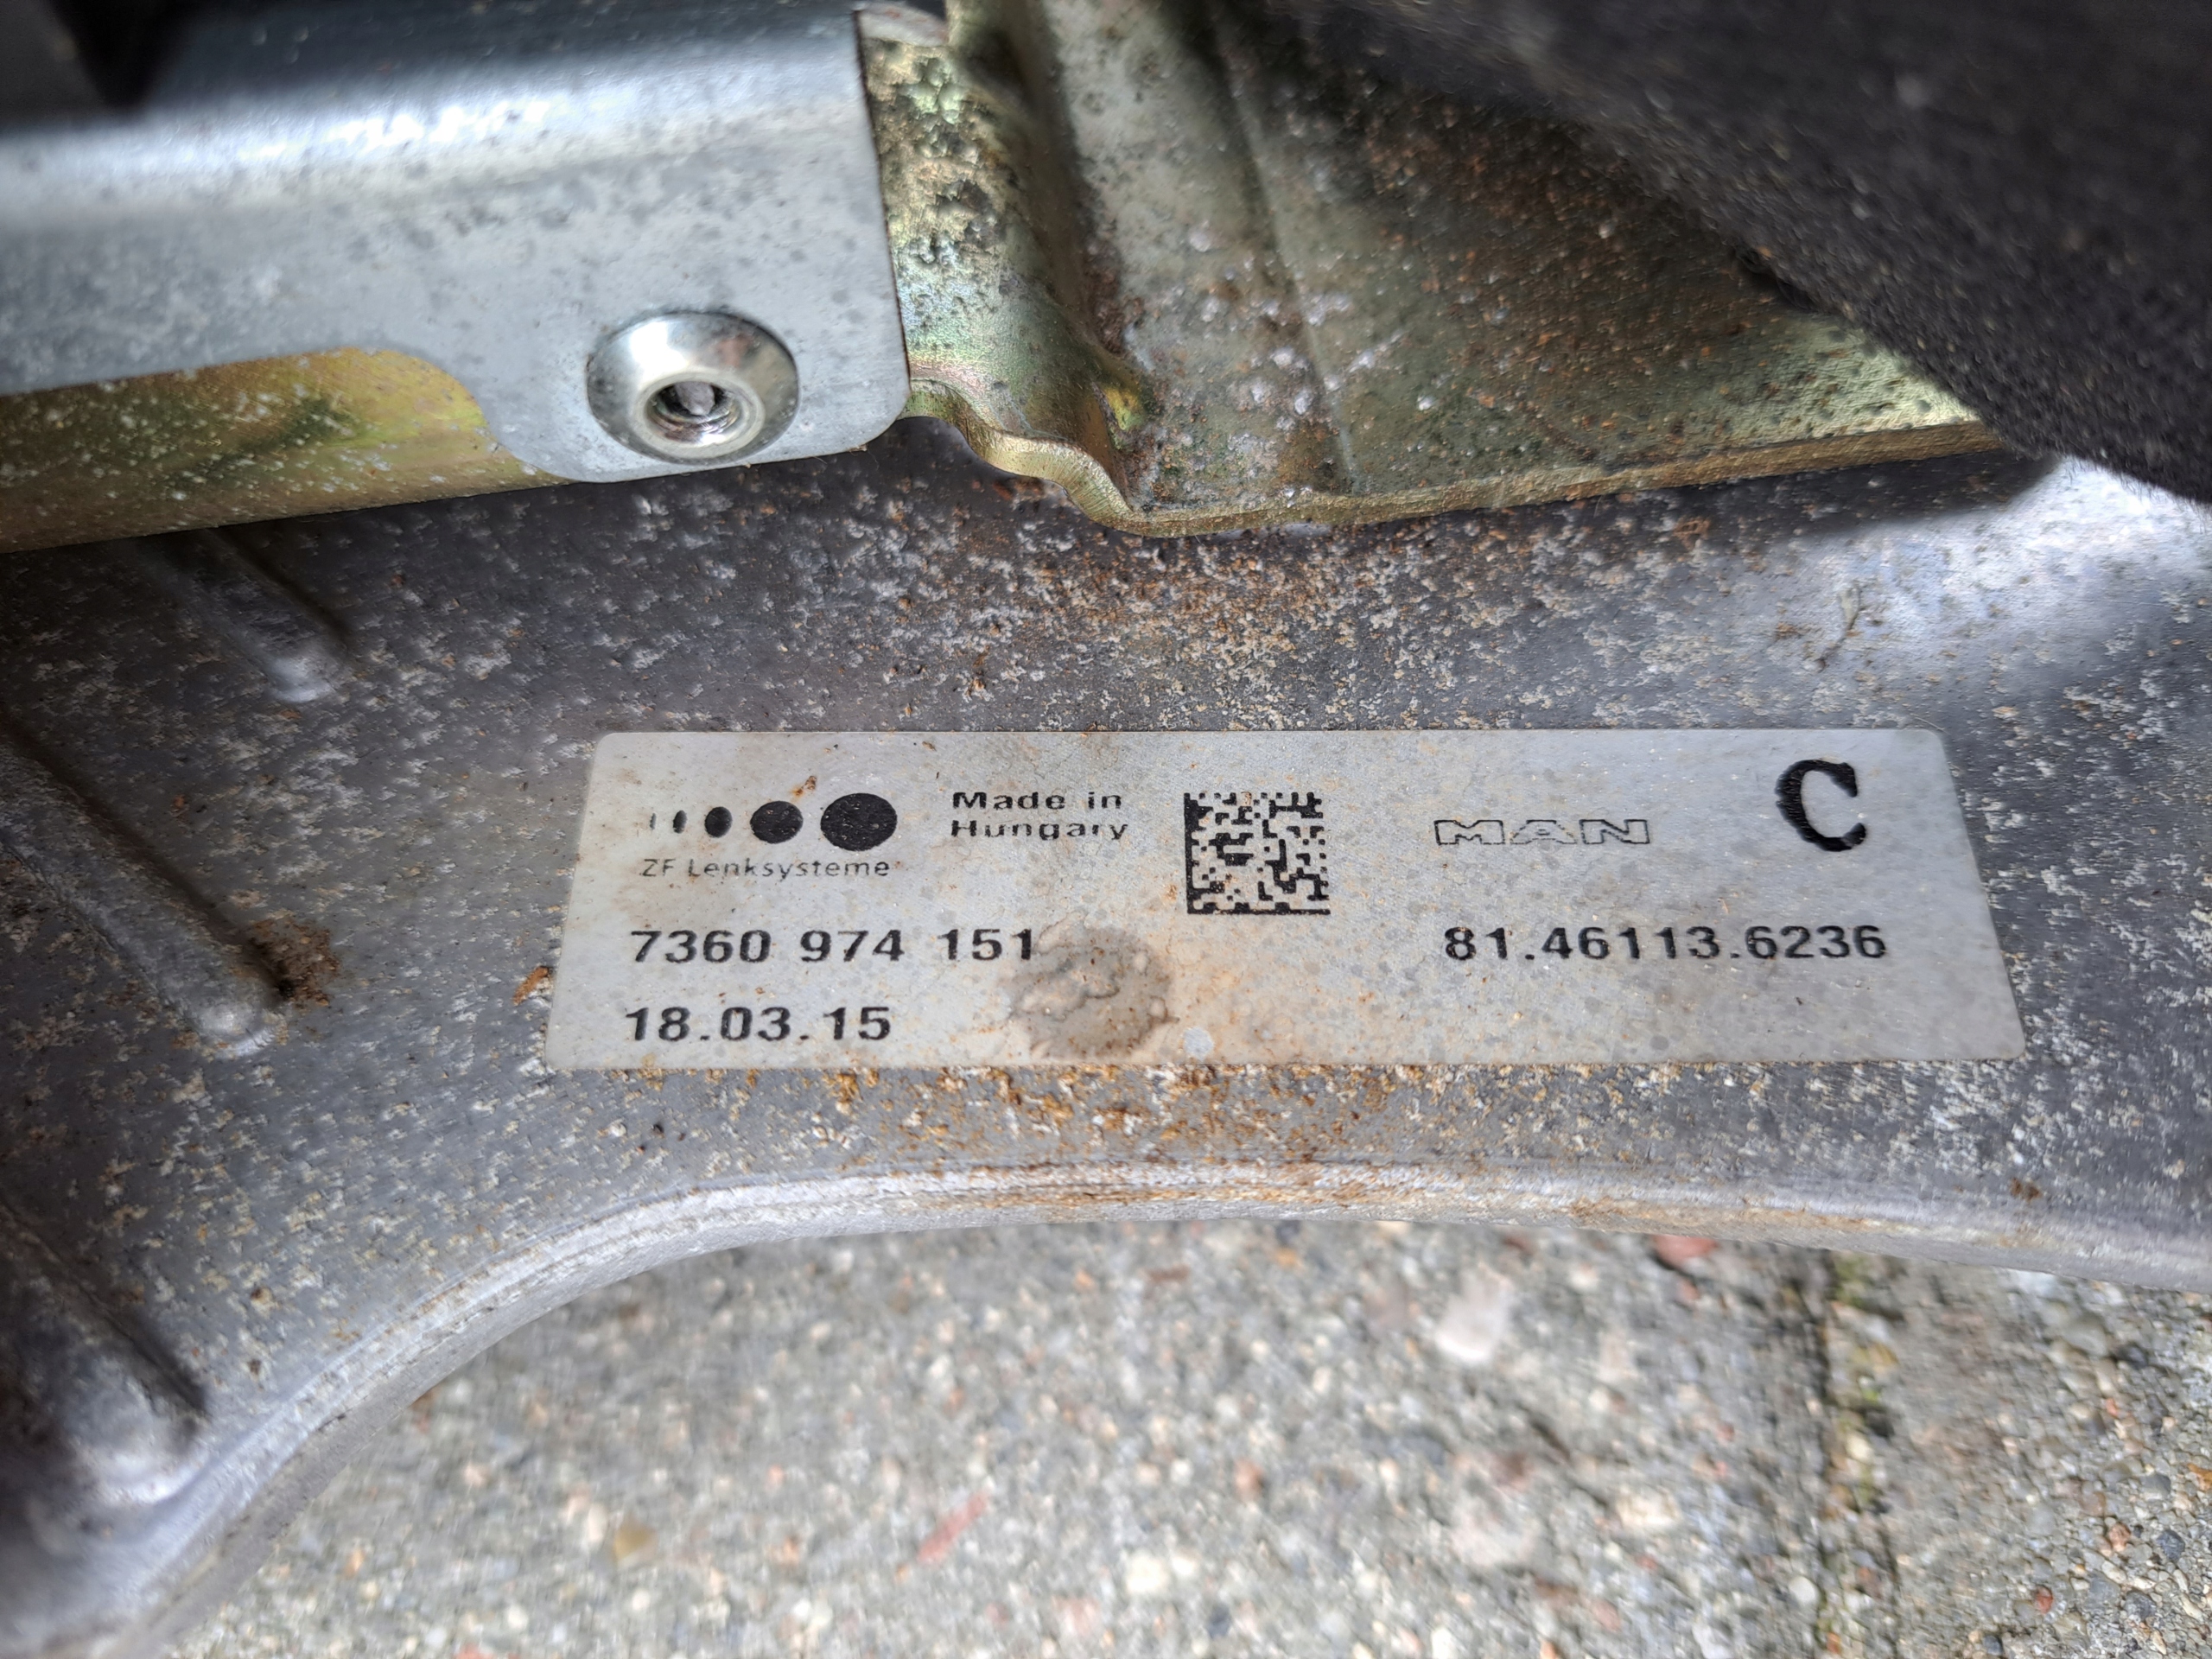 Made in
Hungary
ZF Lenksysteme
MAN
C
7360 974 151
81.46113.6236
18.03.15